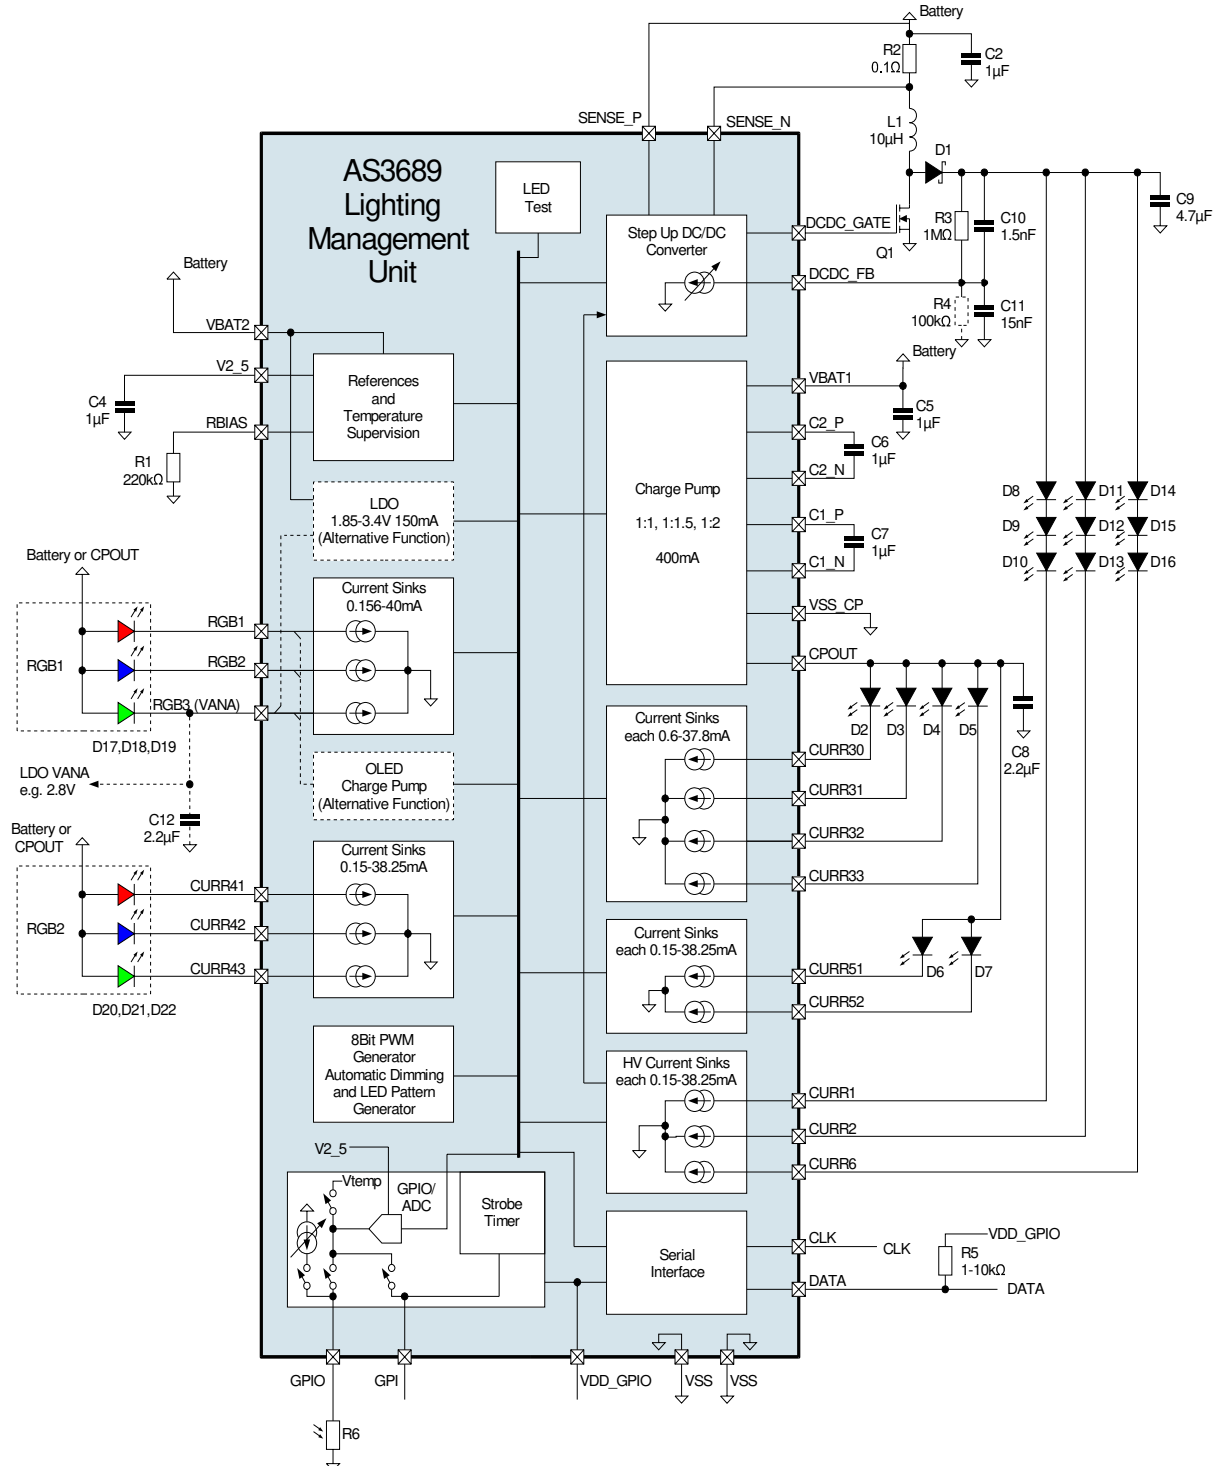 Battery
R2
0.1Ω
C2
1µF
SENSE_P
SENSE_N
L1
10µH
D1
AS3689
Lighting
Management
Unit
LED
Test
Step Up DC/DC
Converter
DCDC_GATE
Q1
R3
1MΩ
C10
1.5nF
C9
4.7µF
DCDC_FB
R4
100kΩ
C11
15nF
Battery
VBAT2
V2_5
C4
1µF
RBIAS
R1
220kΩ
References
and
Temperature
Supervision
Battery
VBAT1
C5
1µF
C2_P
C6
1µF
C2_N
Charge Pump
1:1, 1:1.5, 1:2
400mA
C1_P
C7
1µF
C1_N
VSS_CP
CPOUT
LDO
1.85-3.4V 150mA
(Alternative Function)
D8
D11
D14
D9
D12
D15
D10
D13
D16
Battery or CPOUT
Current Sinks
0.156-40mA
RGB1
RGB1
RGB2
RGB3 (VANA)
D17,D18,D19
LDO VANA
e.g. 2.8V
C12
2.2µF
OLED
Charge Pump
(Alternative Function)
Current Sinks
each 0.6-37.8mA
D2
D3
D4
D5
C8
2.2µF
CURR30
CURR31
CURR32
CURR33
Battery or
CPOUT
Current Sinks
0.15-38.25mA
RGB2
CURR41
CURR42
CURR43
D20,D21,D22
Current Sinks
each 0.15-38.25mA
CURR51
CURR52
D6
D7
8Bit PWM
Generator
Automatic Dimming
and LED Pattern
Generator
HV Current Sinks
each 0.15-38.25mA
CURR1
CURR2
CURR6
V2_5
Vtemp
GPIO/
ADC
Strobe
Timer
Serial
Interface
CLK
CLK
VDD_GPIO
R5
1-10kΩ
DATA
DATA
GPIO
GPI
VDD_GPIO
VSS
VSS
R6